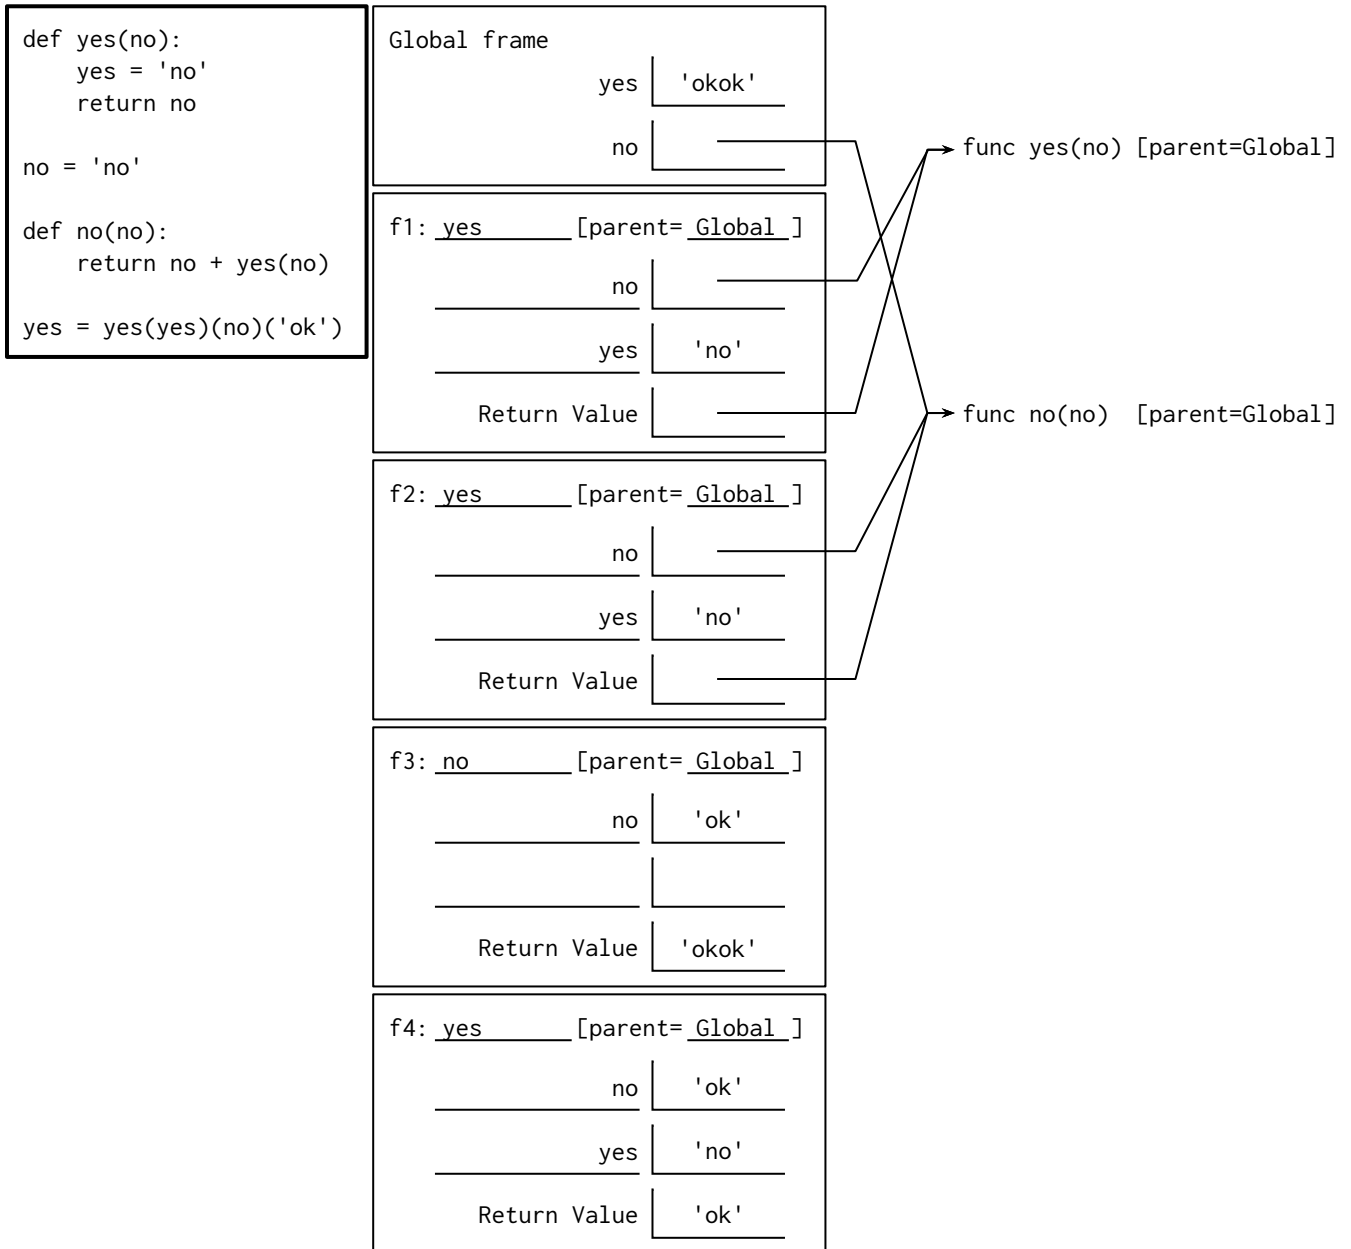 def yes(no):
    yes = 'no'
    return no
no = 'no'
def no(no):
    return no + yes(no)
yes = yes(yes)(no)('ok')
Global frame
yes 'okok'
no
func yes(no) [parent=Global]
f1: yes [parent= Global ]
no
yes 'no'
Return Value
func no(no) [parent=Global]
f2: yes [parent= Global ]
no
yes 'no'
Return Value
f3: no [parent= Global ]
no 'ok'
Return Value 'okok'
f4: yes [parent= Global ]
no 'ok'
yes 'no'
Return Value 'ok'